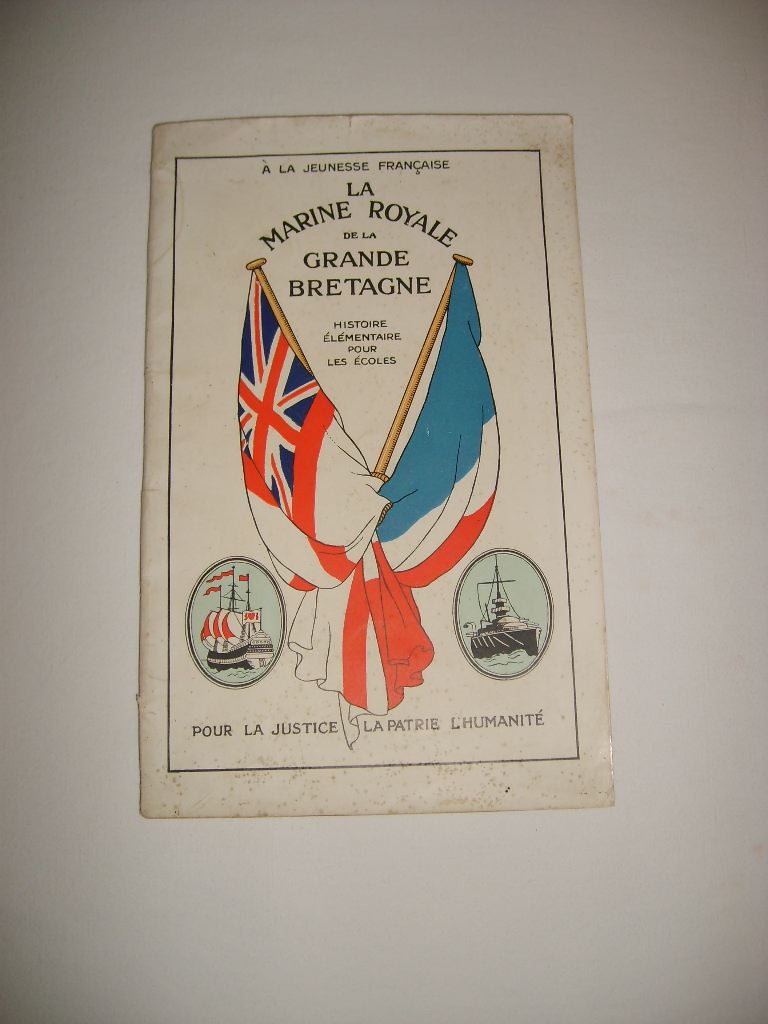 À LA JEUNESSE FRANÇAISE
LA
MARINE ROYALE
DE LA
GRANDE
BRETAGNE
HISTOIRE
ÉLÉMENTAIRE
POUR
LES ÉCOLES
POUR LA JUSTICE LA PATRIE L'HUMANITÉ